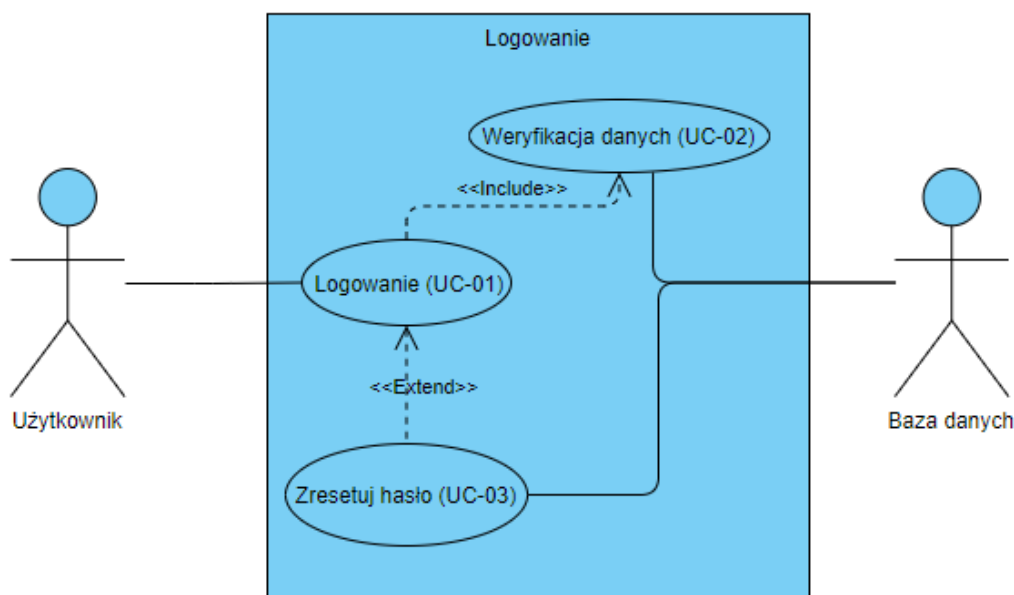 Logowanie
Weryfikacja danych (UC-02)
<<Include>>
Logowanie (UC-01)
<<Extend>>
Użytkownik
Baza danych
Zresetuj hasło (UC-03)